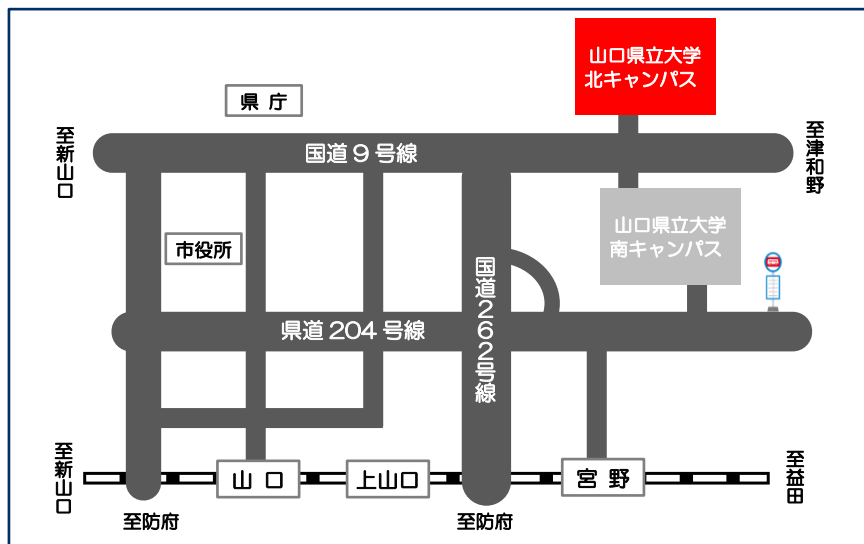 山口県立大学
北キャンパス
県 庁
至新山口
国道9号線
至津和野
山口県立大学
南キャンパス
市役所
国道262号線
県道204号線
至新山口
山 口
上山口
宮 野
至益田
至防府
至防府